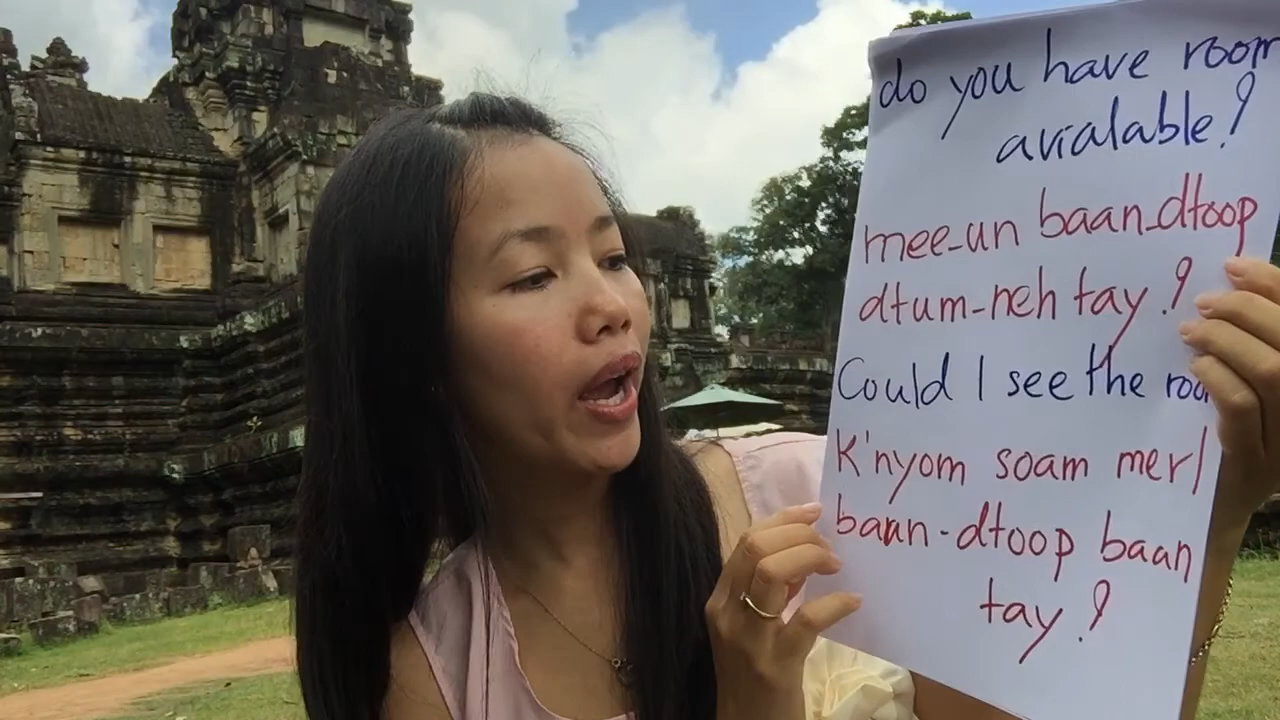 do you have room
avialable?
mee-un baan-dtoop
dtum-neh tay?
Could I see the
K'nyom soam merl
baan-dtoop baan
tay?